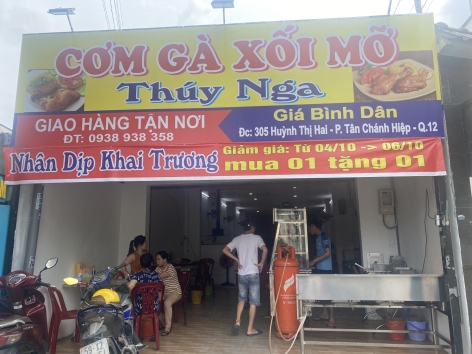 CƠM GÀ XỐI MỠ
Thúy Nga
GIAO HÀNG TẬN NƠI
ĐT: 0938 938 358
Giá Bình Dân
Đc: 305 Huỳnh Thị Hai - P. Tân Chánh Hiệp - Q.12
Nhân Dịp Khai Trương
Giảm giá: Từ 04/10 -> 06/10
mua 01 tặng 01